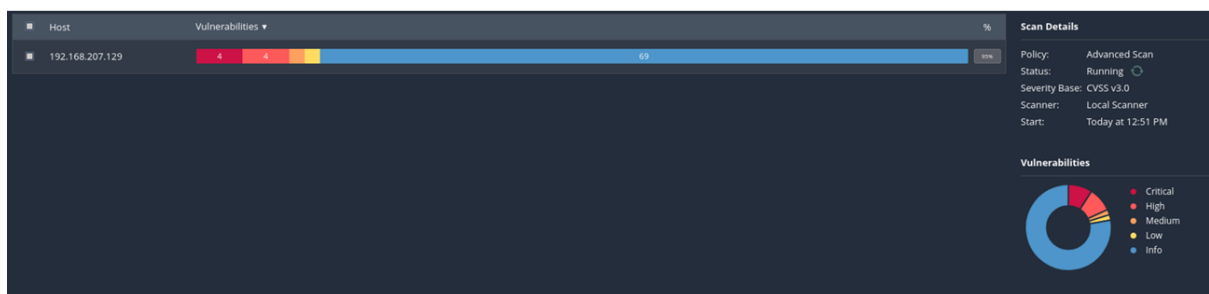 Host Vulnerabilities ▾ %
192.168.207.129 4 4 69 95%
Scan Details
Policy: Advanced Scan
Status: Running
Severity Base: CVSS v3.0
Scanner: Local Scanner
Start: Today at 12:51 PM
Vulnerabilities
Critical
High
Medium
Low
Info